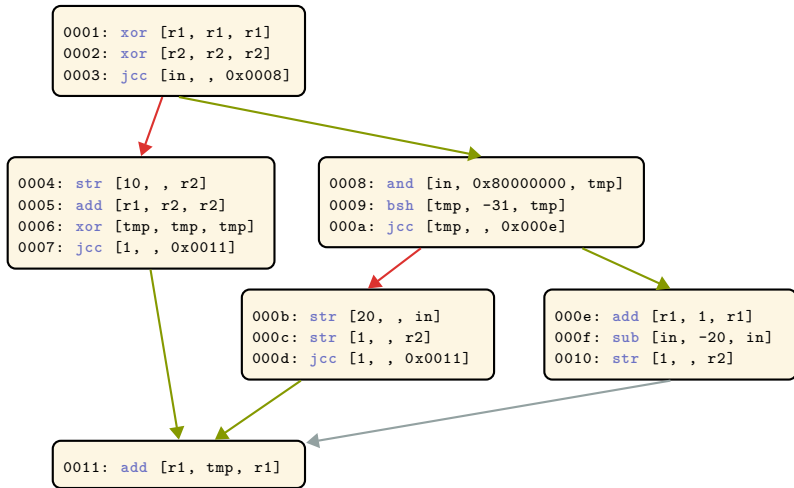 0001: xor [r1, r1, r1]
0002: xor [r2, r2, r2]
0003: jcc [in, , 0x0008]
0004: str [10, , r2]
0005: add [r1, r2, r2]
0006: xor [tmp, tmp, tmp]
0007: jcc [1, , 0x0011]
0008: and [in, 0x80000000, tmp]
0009: bsh [tmp, -31, tmp]
000a: jcc [tmp, , 0x000e]
000b: str [20, , in]
000c: str [1, , r2]
000d: jcc [1, , 0x0011]
000e: add [r1, 1, r1]
000f: sub [in, -20, in]
0010: str [1, , r2]
0011: add [r1, tmp, r1]